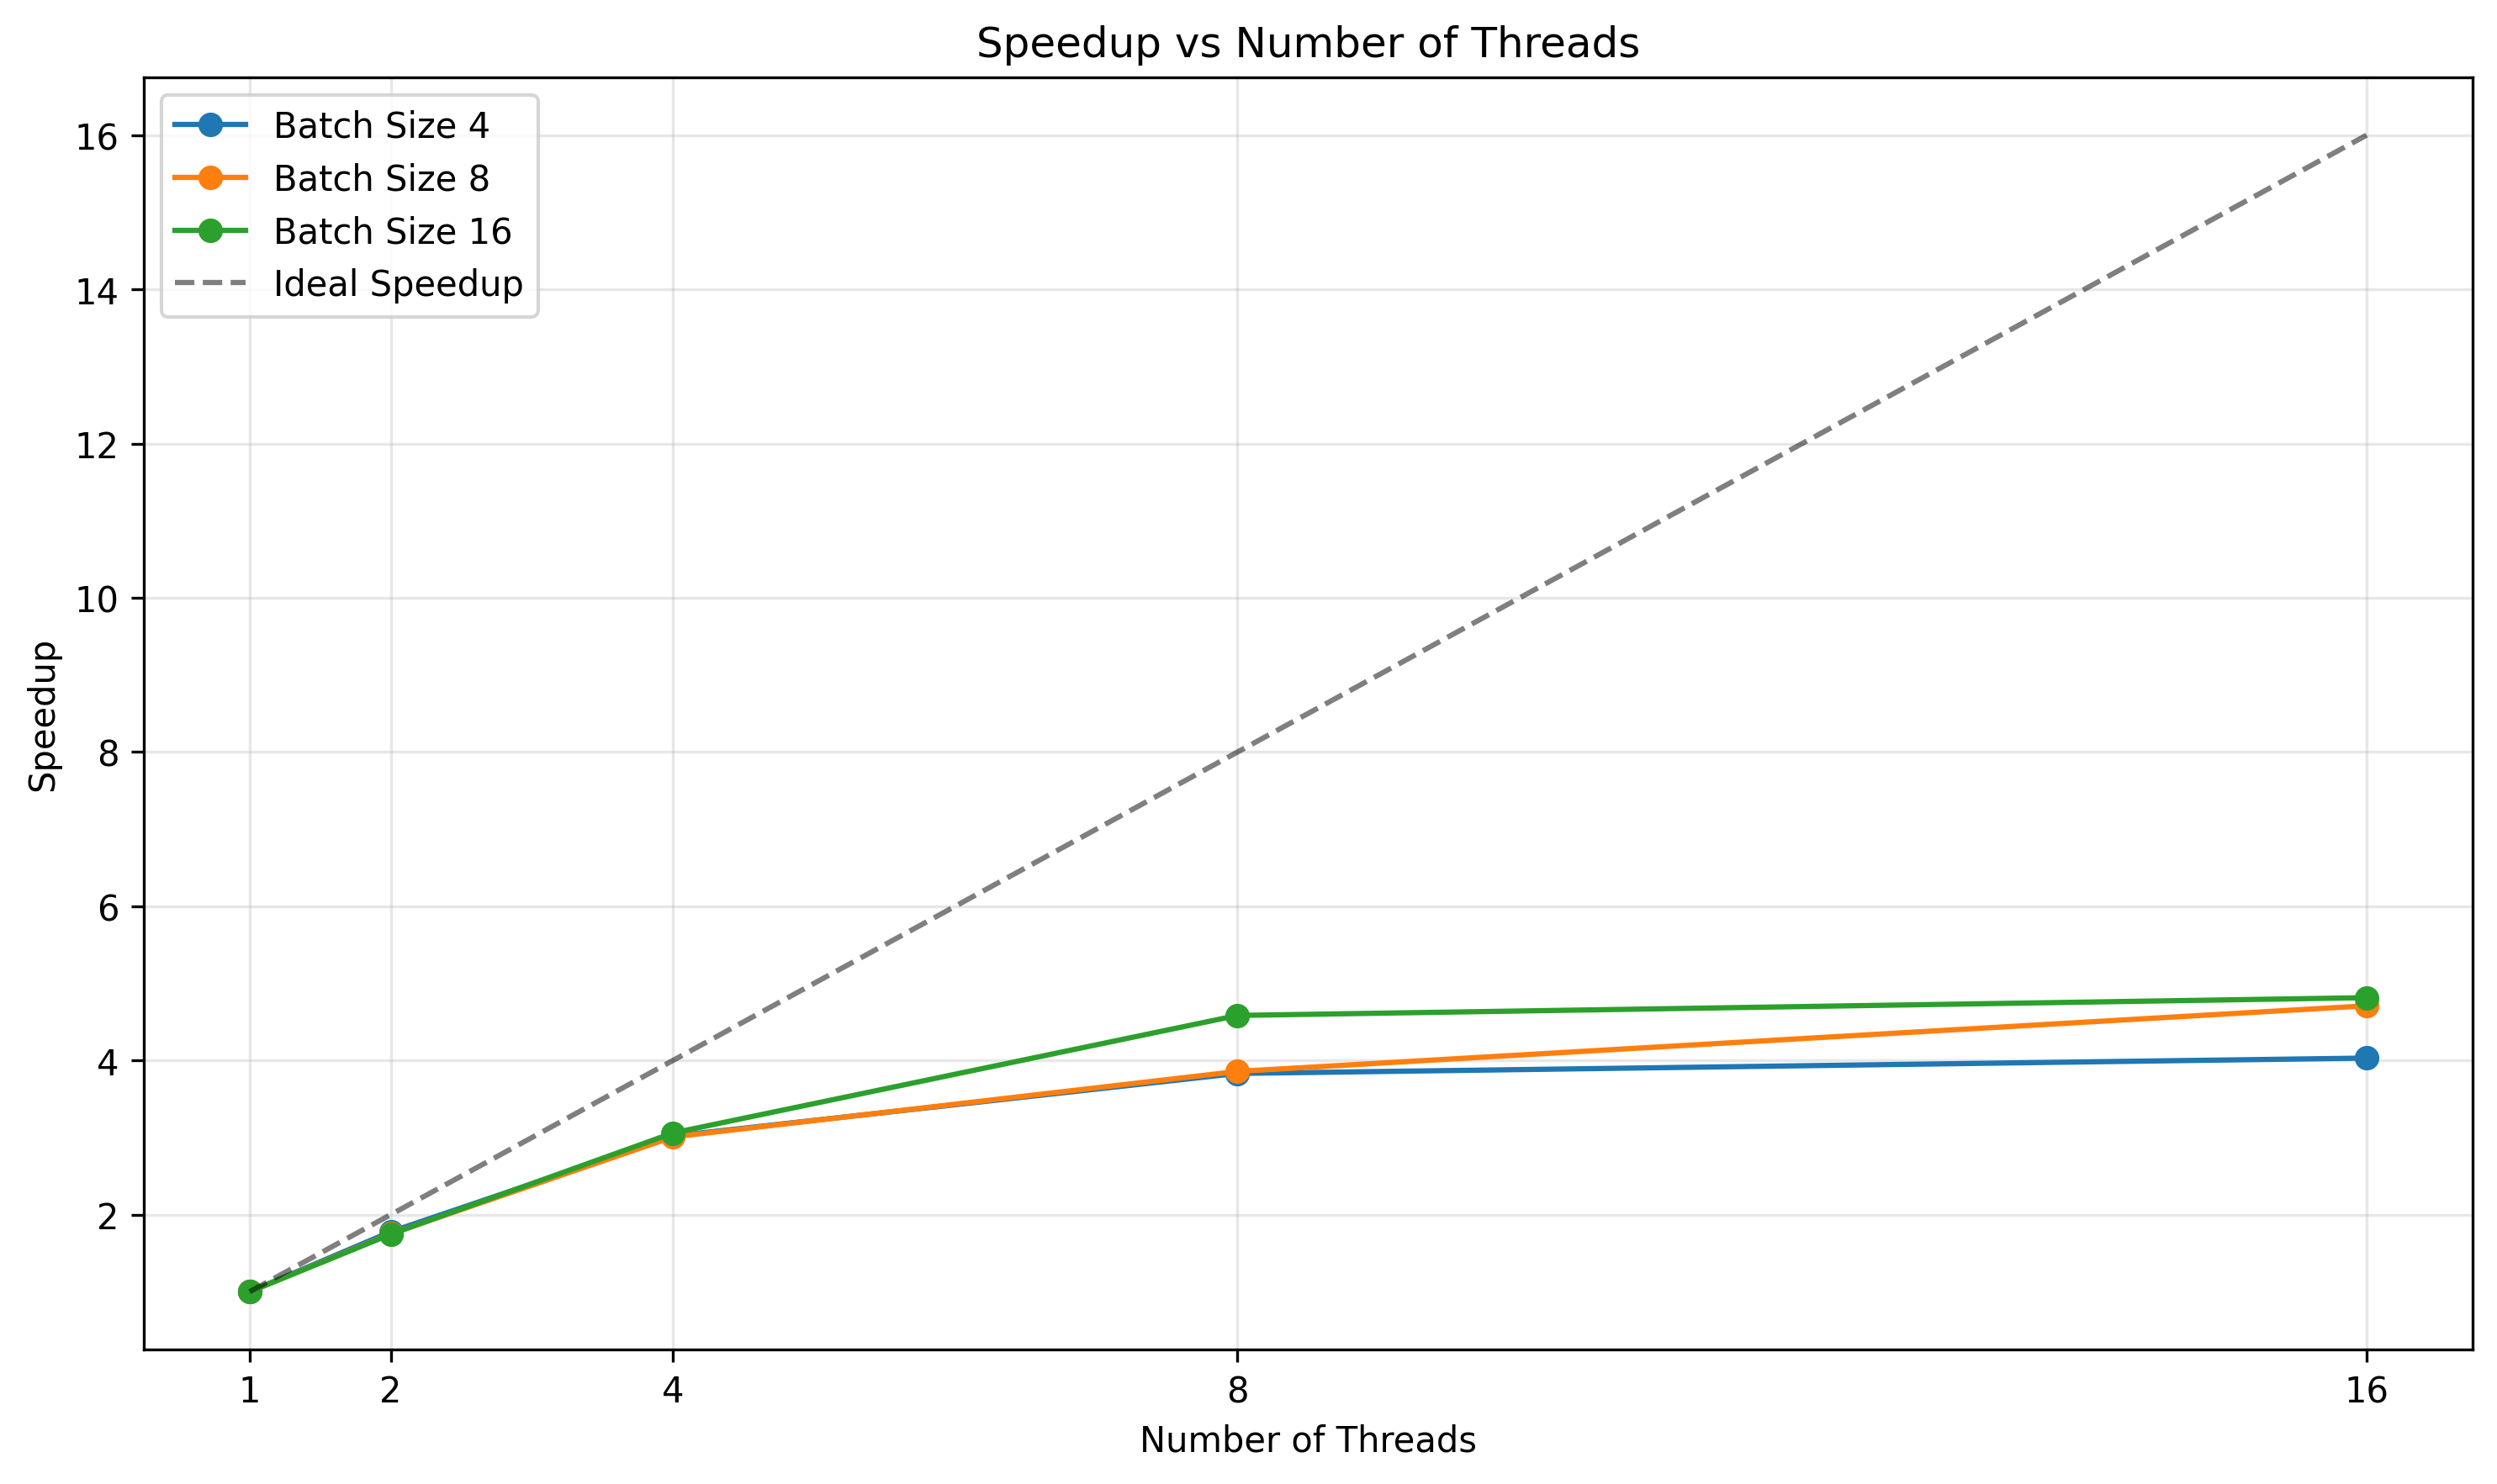 Speedup vs Number of Threads
Batch Size 4
Batch Size 8
Batch Size 16
Ideal Speedup
16
14
12
10
8
6
4
2
Speedup
1 2 4 8 16
Number of Threads